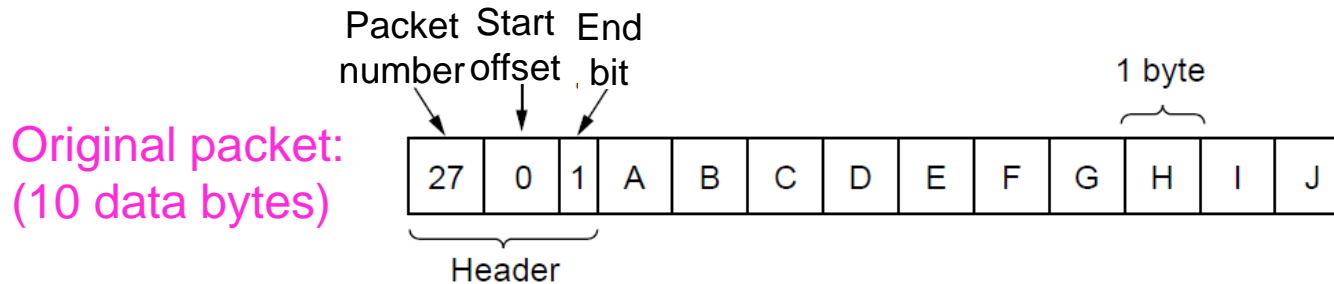 Packet Start End
number offset bit
1 byte
Original packet:
(10 data bytes)
27 0 1 A B C D E F G H I J
Header